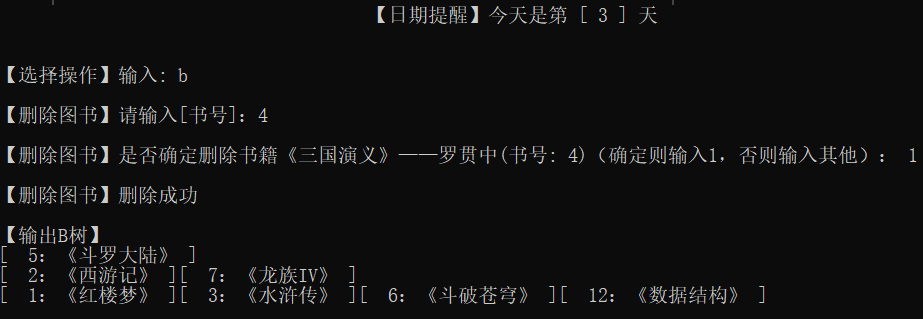 【日期提醒】今天是第 [ 3 ] 天
【选择操作】输入: b
【删除图书】请输入[书号]: 4
【删除图书】是否确定删除书籍《三国演义》——罗贯中(书号: 4)（确定则输入1，否则输入其他）： 1
【删除图书】删除成功
【输出B树】
[  5: 《斗罗大陆》 ]
[  2: 《西游记》 ][  7: 《龙族IV》 ]
[  1: 《红楼梦》 ][  3: 《水浒传》 ][  6: 《斗破苍穹》 ][  12: 《数据结构》 ]